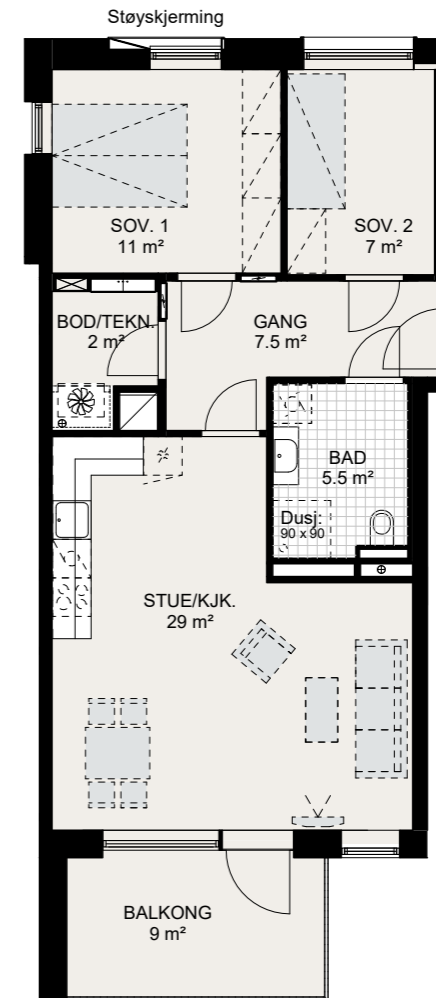 Støyskjerming
SOV. 1
11 m²
SOV. 2
7 m²
BOD/TEKN.
2 m²
GANG
7.5 m²
BAD
5.5 m²
Dusj:
90 x 90
STUE/KJK.
29 m²
BALKONG
9 m²